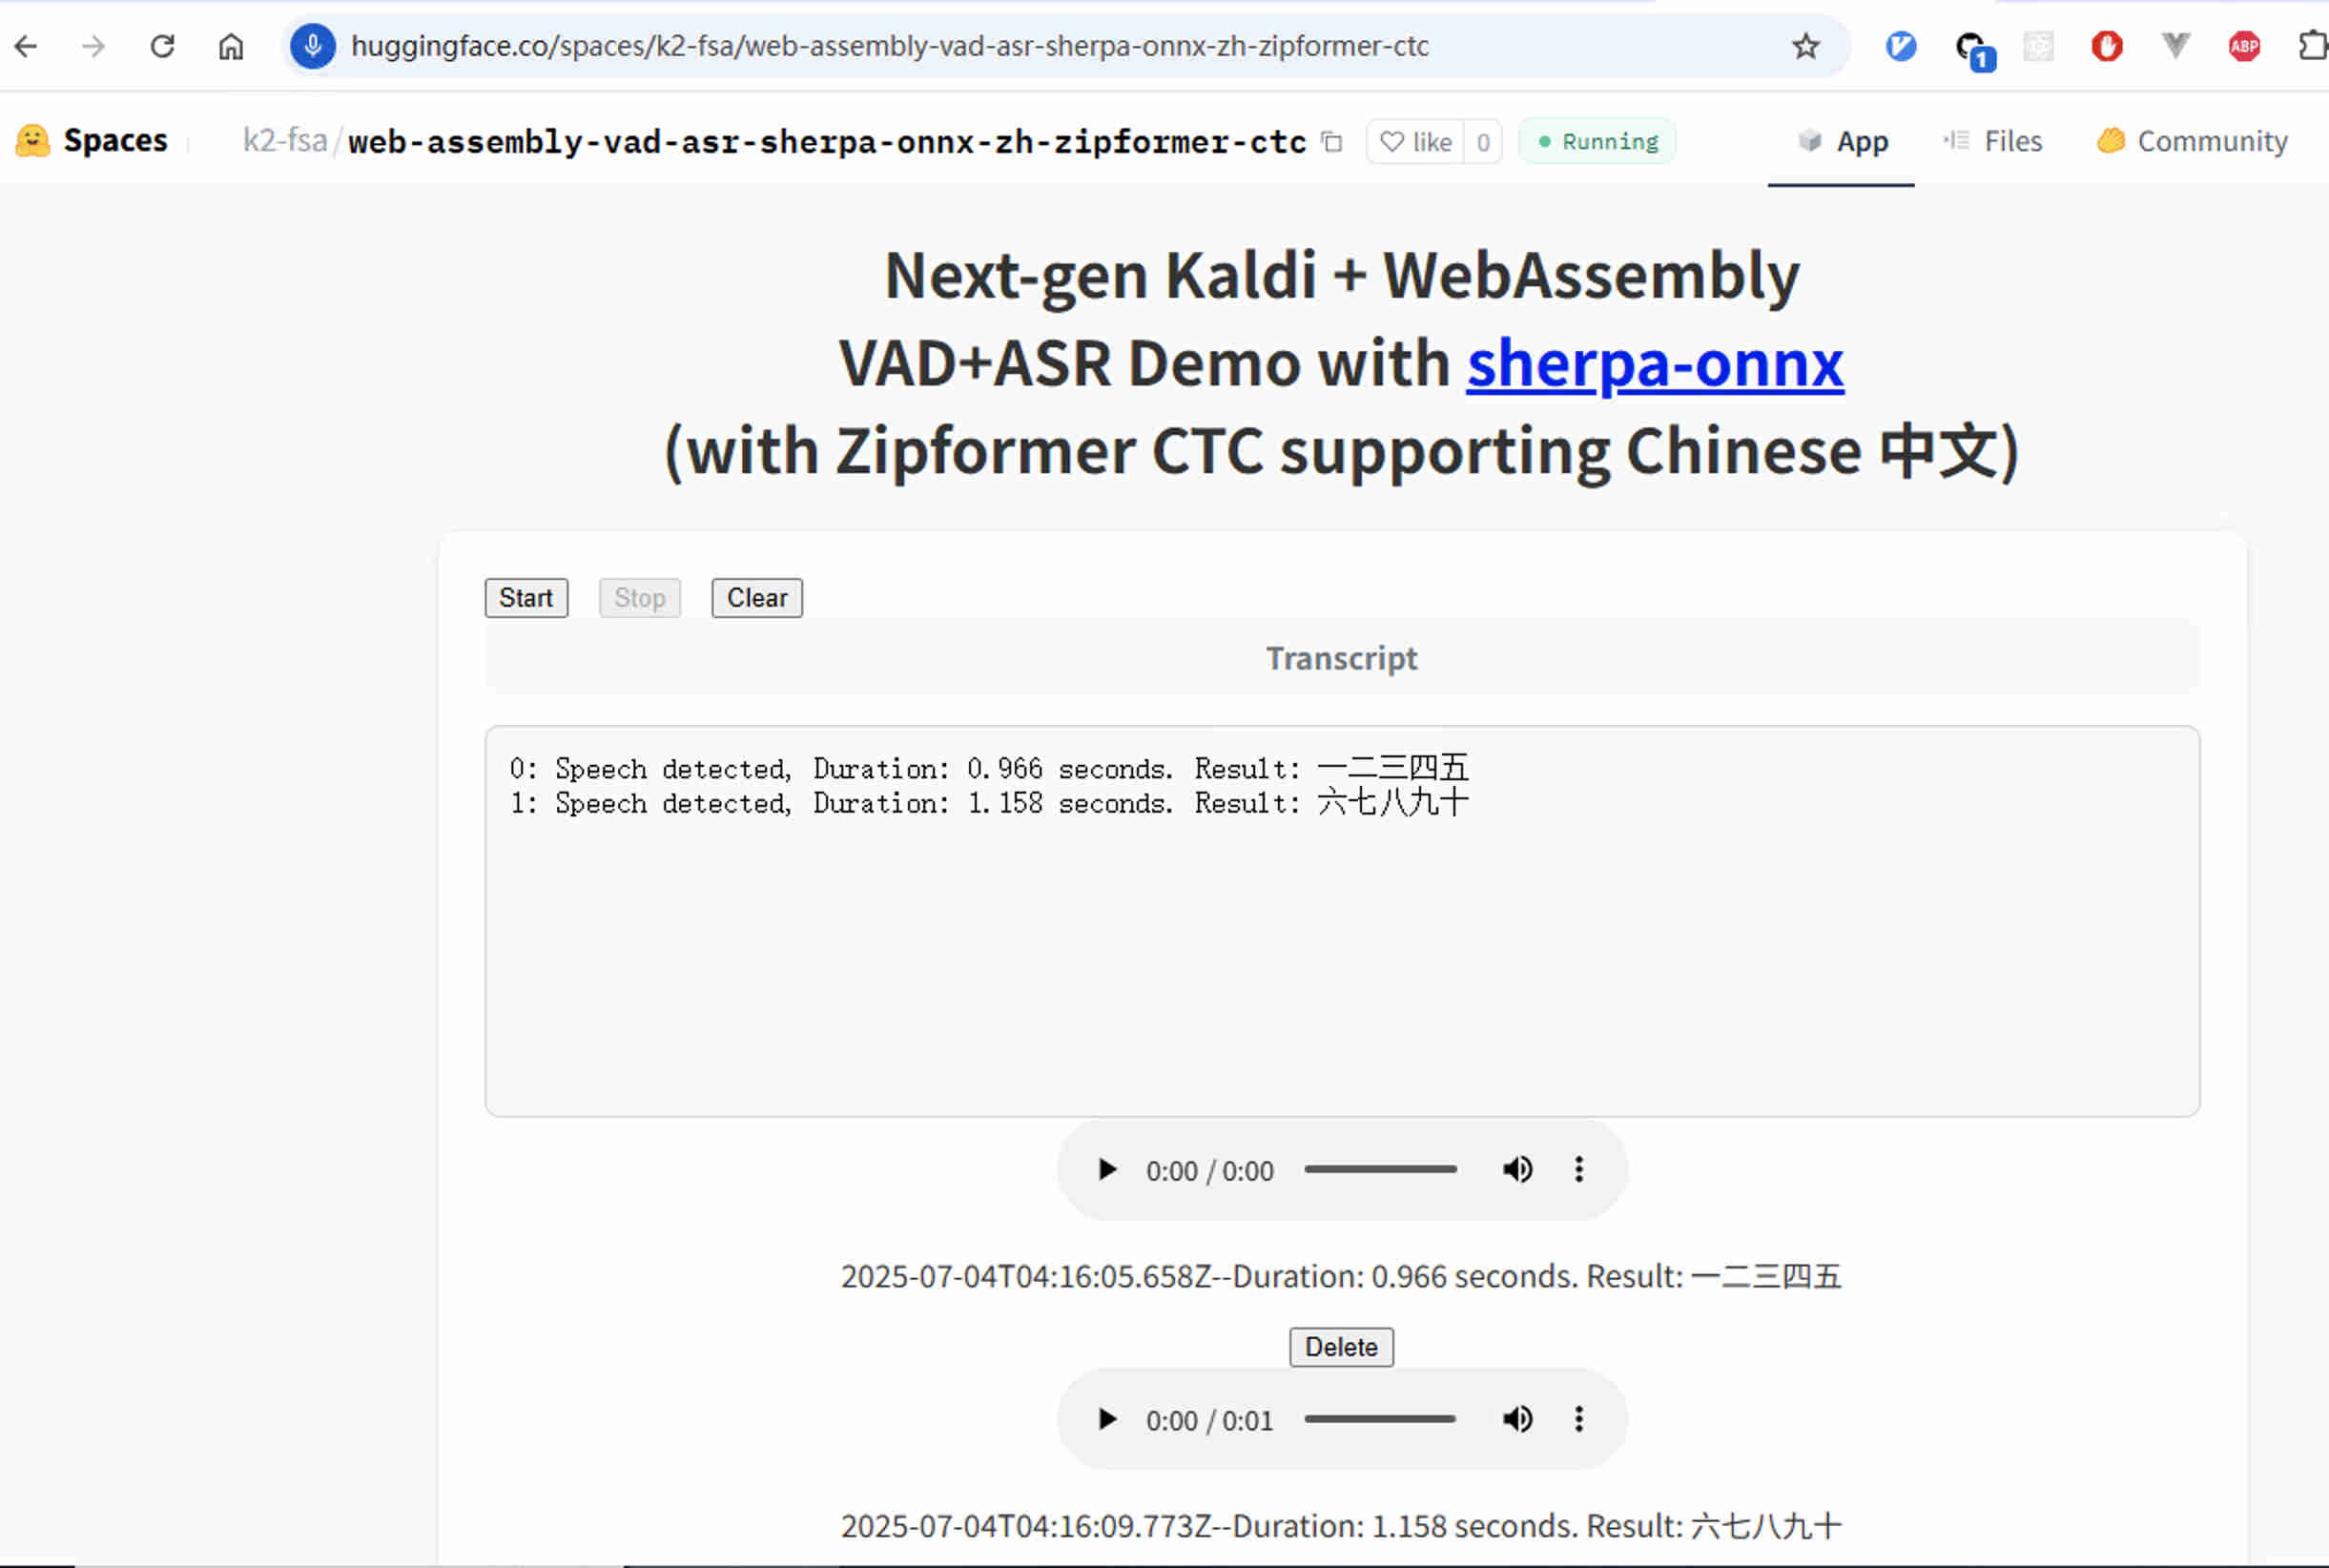 huggingface.co/spaces/k2-fsa/web-assembly-vad-asr-sherpa-onnx-zh-zipformer-ctc
1
ABP
Spaces k2-fsa/web-assembly-vad-asr-sherpa-onnx-zh-zipformer-ctc like 0 Running App Files Community
Next-gen Kaldi + WebAssembly
VAD+ASR Demo with sherpa-onnx
(with Zipformer CTC supporting Chinese 中文)
Start Stop Clear
Transcript
0: Speech detected, Duration: 0.966 seconds. Result: 一二三四五
1: Speech detected, Duration: 1.158 seconds. Result: 六七八九十
0:00 / 0:00
2025-07-04T04:16:05.658Z--Duration: 0.966 seconds. Result: 一二三四五
Delete
0:00 / 0:01
2025-07-04T04:16:09.773Z--Duration: 1.158 seconds. Result: 六七八九十